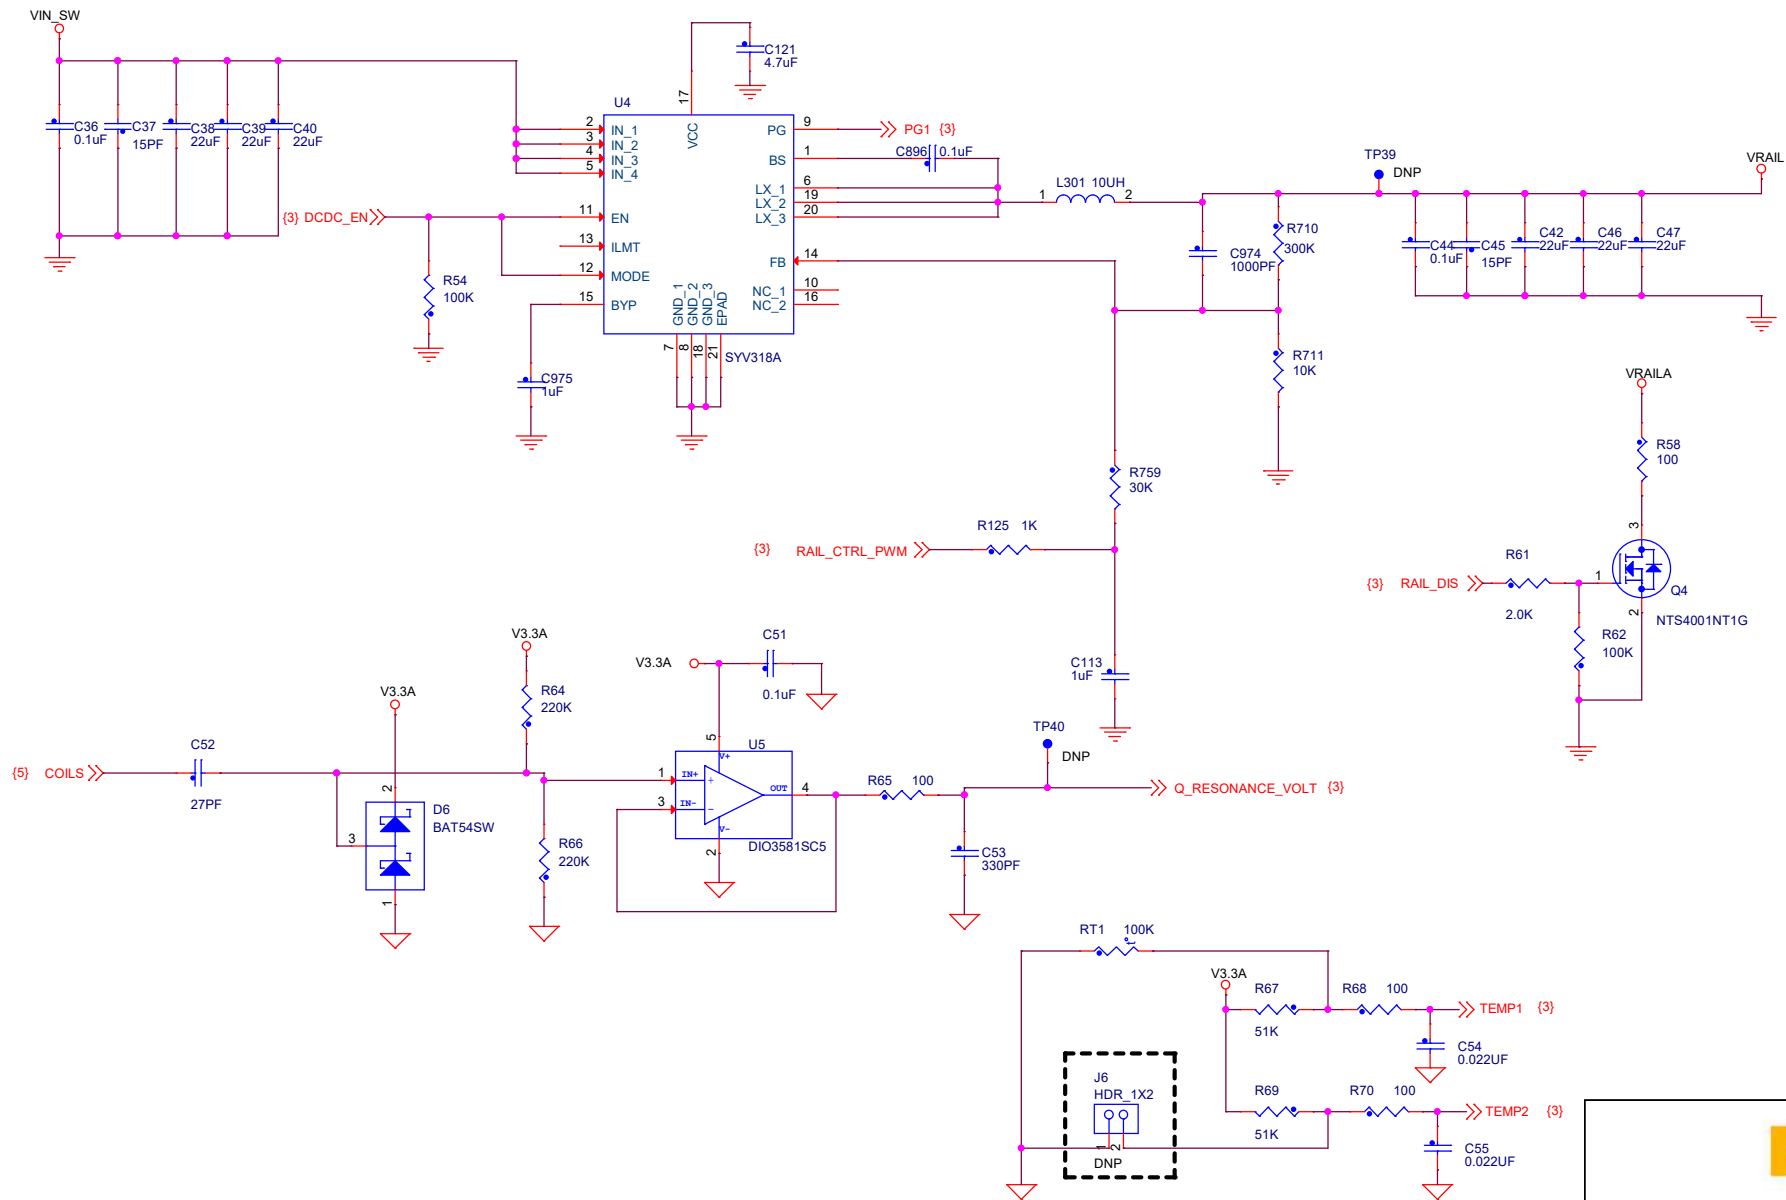 VIN_SW
C121
4.7uF
C36
0.1uF
C37
15PF
C38
22uF
C39
22uF
C40
22uF
U4
17
VCC
2
IN_1
3
IN_2
4
IN_3
5
IN_4
11
EN
13
ILMT
12
MODE
15
BYP
PG
9
BS
1
LX_1
6
LX_2
19
LX_3
20
FB
14
NC_1
10
NC_2
16
GND_1
GND_2
GND_3
EPAD
7
8
18
21
SYV318A
PG1 {3}
C896 0.1uF
1
L301 10UH
2
{3} DCDC_EN
R54
100K
C975
1uF
TP39
DNP
VRAIL
C974
1000PF
R710
300K
R711
10K
C44
0.1uF
C45
15PF
C42
22uF
C46
22uF
C47
22uF
R759
30K
R125 1K
{3} RAIL_CTRL_PWM
C113
1uF
VRAILA
R58
100
3
{3} RAIL_DIS
R61
2.0K
1
Q4
2
NTS4001NT1G
R62
100K
V3.3A
R64
220K
V3.3A
C51
0.1uF
V3.3A
{5} COILS
C52
27PF
2
D6
BAT54SW
3
1
R66
220K
U5
5
V+
1
IN+
+
3
IN-
-
OUT
4
V-
2
DIO3581SC5
R65 100
TP40
DNP
Q_RESONANCE_VOLT {3}
C53
330PF
RT1 100K
t°
V3.3A
R67
51K
R68 100
TEMP1 {3}
C54
0.022UF
J6
HDR_1X2
1
2
DNP
R69
51K
R70 100
TEMP2 {3}
C55
0.022UF